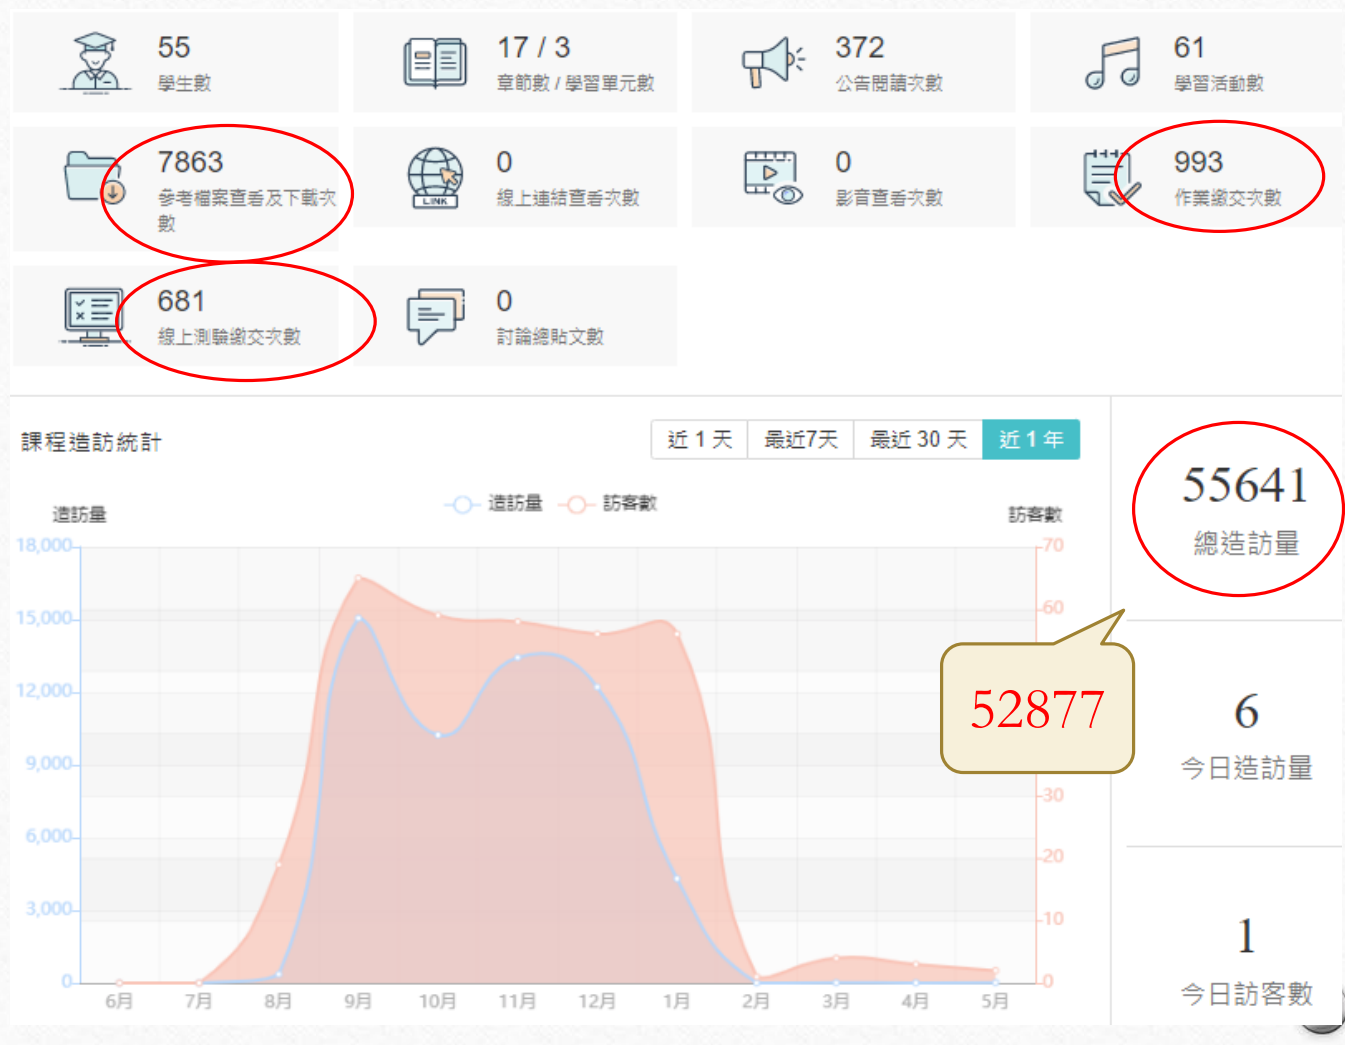 55
學生數
17 / 3
章節數 / 學習單元數
372
公告閱讀次數
61
學習活動數
7863
參考檔案查看及下載次
數
LINK
0
線上連結查看次數
0
影音查看次數
993
作業繳交次數
681
線上測驗繳交次數
0
討論總貼文數
課程造訪統計
近 1 天
最近7天
最近 30 天
近 1 年
造訪量
訪客數
造訪量
訪客數
18,000
15,000
12,000
9,000
6,000
3,000
0
70
60
30
20
10
0
6月
7月
8月
9月
10月
11月
12月
1月
2月
3月
4月
5月
55641
總造訪量
52877
6
今日造訪量
1
今日訪客數